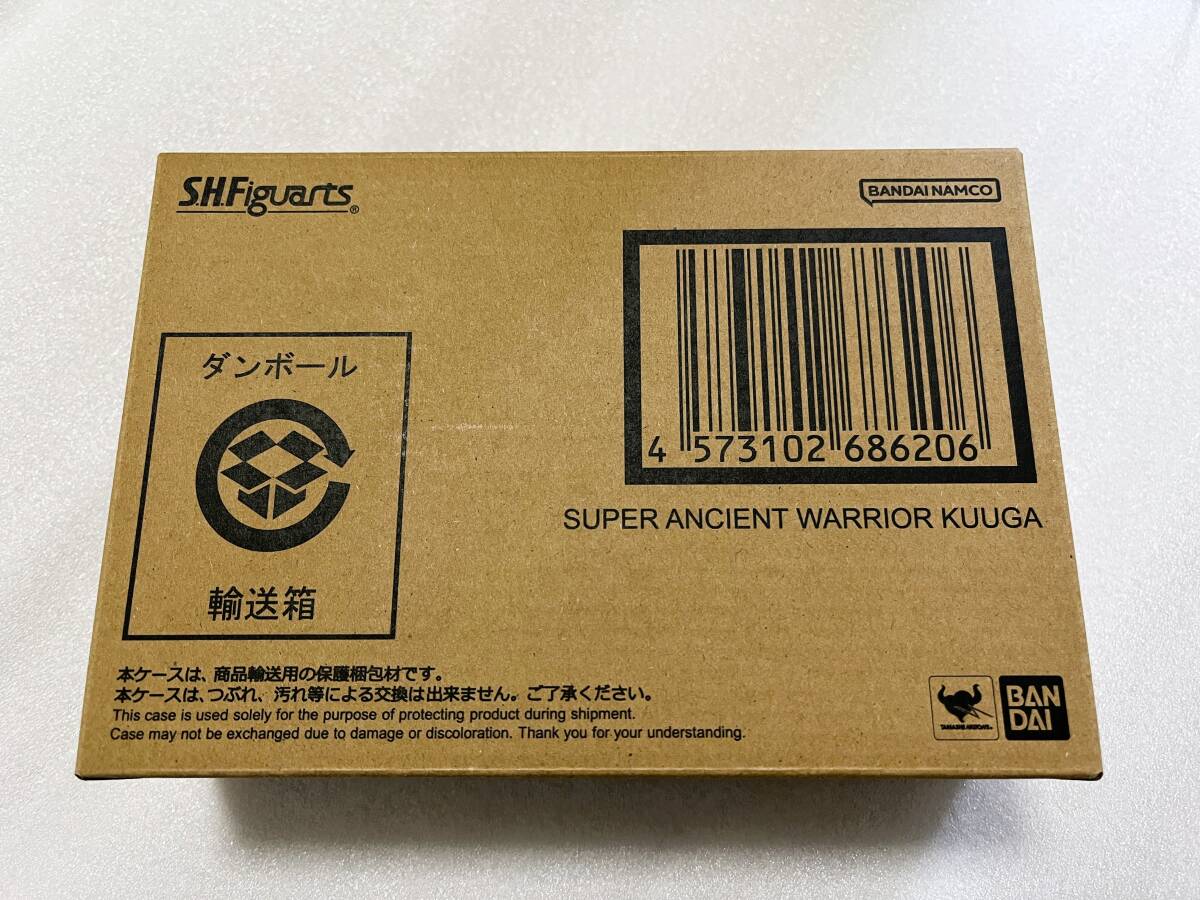 S.H.Figuarts®
BANDAI NAMCO
4 573102 686206
SUPER ANCIENT WARRIOR KUUGA
ダンボール
輸送箱
本ケースは、商品輸送用の保護梱包材です。
本ケースは、つぶれ、汚れ等による交換は出来ません。ご了承ください。
This case is used solely for the purpose of protecting product during shipment.
Case may not be exchanged due to damage or discoloration. Thank you for your understanding.
TAMASHII NATIONS
BAN
DAI